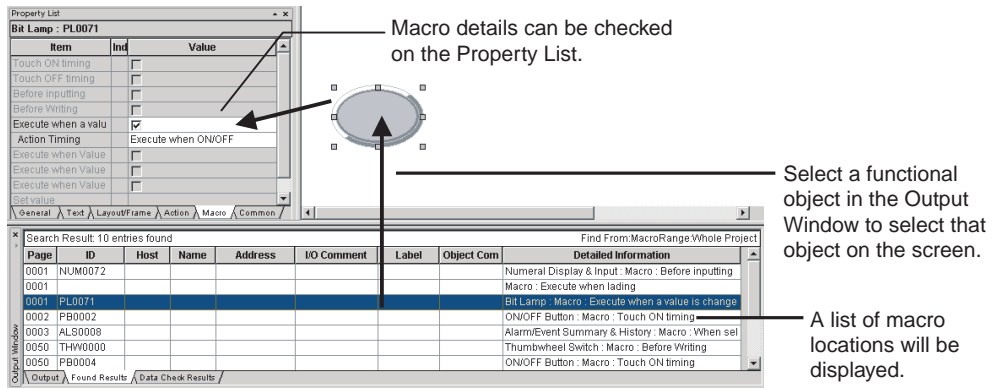 Property List
Bit Lamp : PL0071
Item Ind Value
Touch ON timing
Touch OFF timing
Before inputting
Before Writing
Execute when a valu
Action Timing Execute when ON/OFF
Execute when Value
Execute when Value
Execute when Value
Set value
General Text Layout/Frame Action Macro Common
Macro details can be checked
on the Property List.
Select a functional
object in the Output
Window to select that
object on the screen.
Output Window
Search Result: 10 entries found Find From:MacroRange:Whole Project
Page ID Host Name Address I/O Comment Label Object Com Detailed Information
0001 NUM0072 Numeral Display & Input : Macro : Before inputting
0001 Macro : Execute when lading
0001 PL0071 Bit Lamp : Macro : Execute when a value is change
0002 PB0002 ON/OFF Button : Macro : Touch ON timing
0003 ALS0008 Alarm/Event Summary & History : Macro : When sel
0050 THW0000 Thumbwheel Switch : Macro : Before Writing
0050 PB0004 ON/OFF Button : Macro : Touch ON timing
Output Found Results Data Check Results
A list of macro
locations will be
displayed.